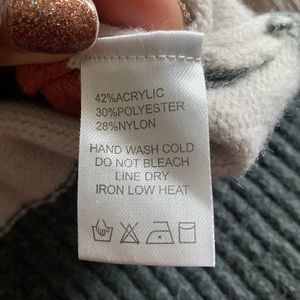 42%ACRYLIC
30%POLYESTER
28%NYLON
HAND WASH COLD
DO NOT BLEACH
LINE DRY
IRON LOW HEAT